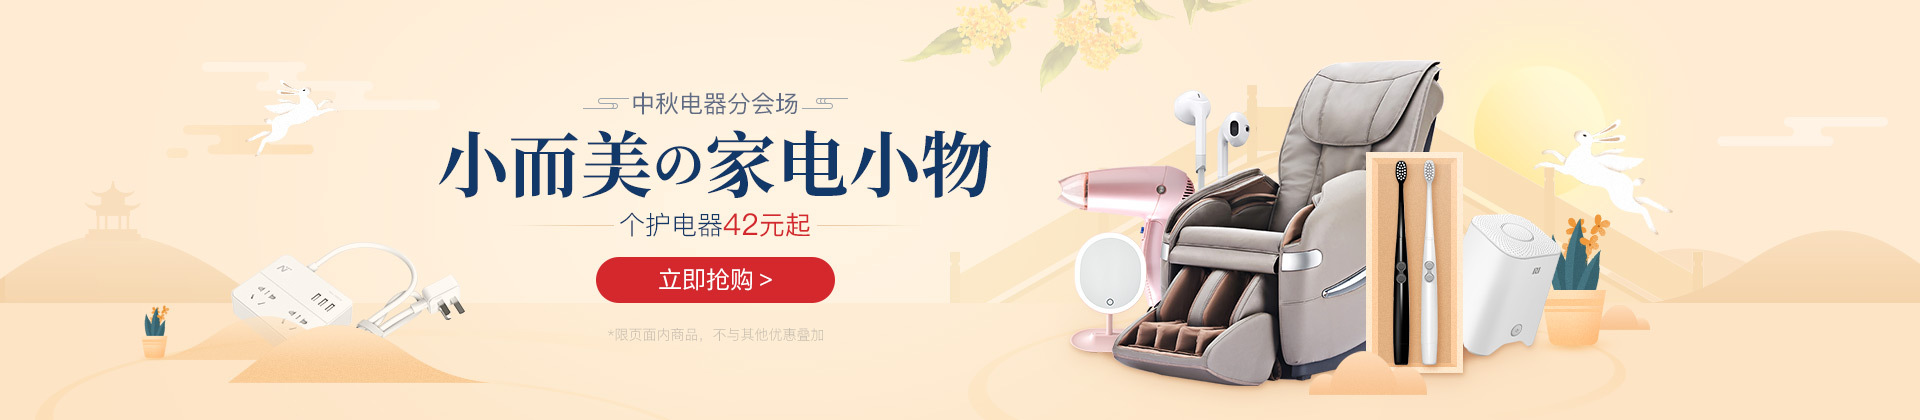 中秋电器分会场
小而美の家电小物
个护电器42元起
立即抢购 >
*限页面内商品，不与其他优惠叠加